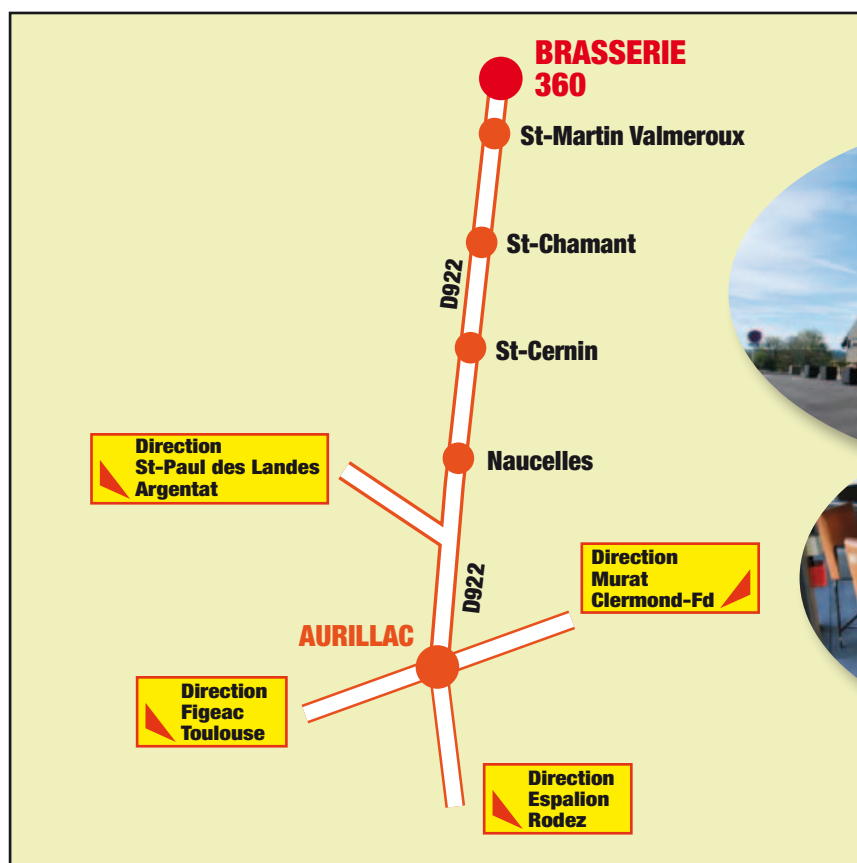 BRASSERIE
360
St-Martin Valmeroux
St-Chamant
D922
St-Cernin
Direction
St-Paul des Landes
Argentat
Naucelles
D922
Direction
Murat
Clermond-Fd
AURILLAC
Direction
Figeac
Toulouse
Direction
Espalion
Rodez